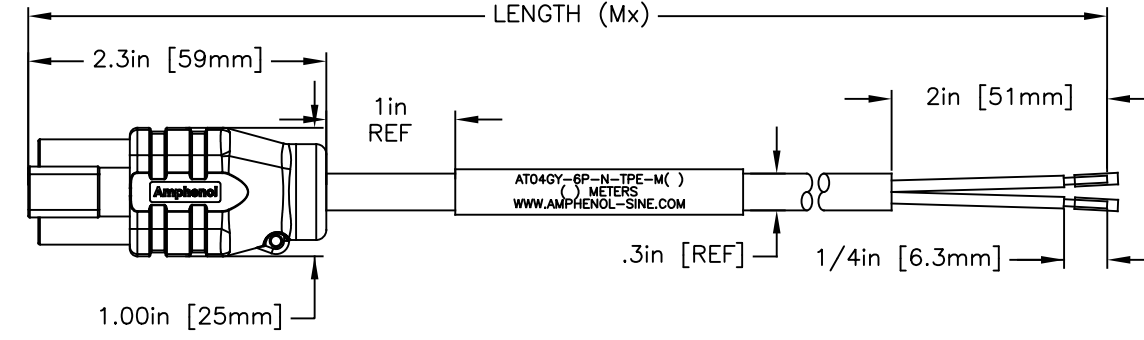 LENGTH (Mx)
2.3in [59mm]
1in
REF
2in [51mm]
Amphenol
AT04GY-6P-N-TPE-M( )
( ) METERS
WWW.AMPHENOL-SINE.COM
.3in [REF]
1/4in [6.3mm]
1.00in [25mm]